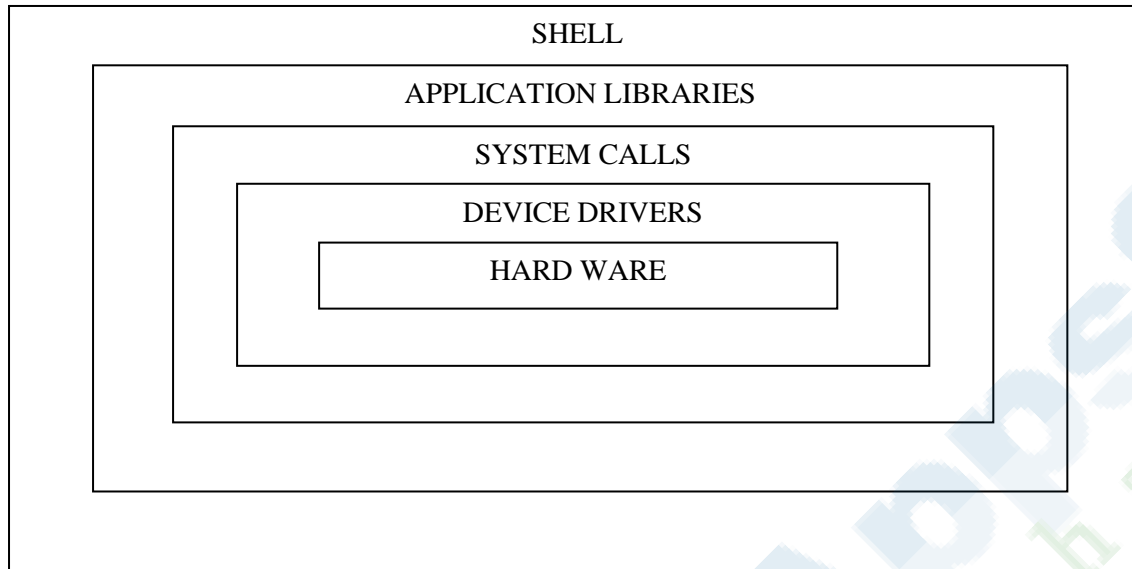 SHELL
APPLICATION LIBRARIES
SYSTEM CALLS
DEVICE DRIVERS
HARD WARE